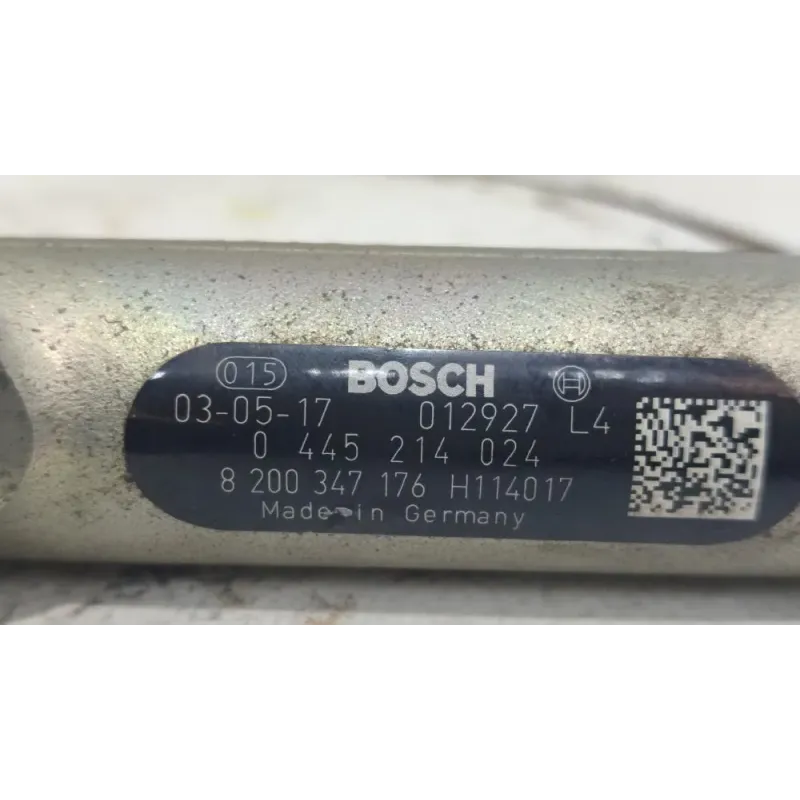 015 BOSCH H
03-05-17 012927 L4
0 445 214 024
8 200 347 176 H114017
Made in Germany